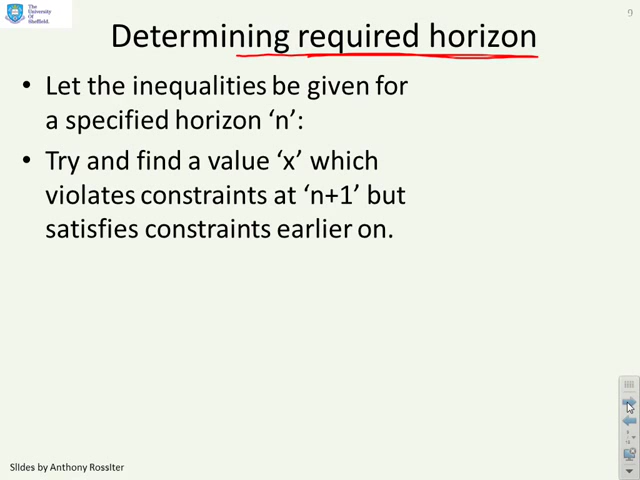 The
University
Of
Sheffield.
9
Determining required horizon
• Let the inequalities be given for
a specified horizon ‘n’:
• Try and find a value ‘x’ which
violates constraints at ‘n+1’ but
satisfies constraints earlier on.
Slides by Anthony Rossiter